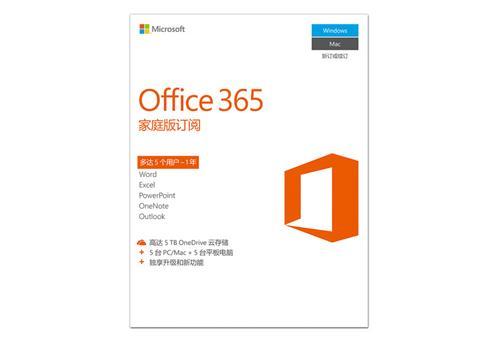 Microsoft
Windows
Mac
新订或续订
Office 365
家庭版订阅
多达 5 个用户 – 1 年
Word
Excel
PowerPoint
OneNote
Outlook
高达 5 TB OneDrive 云存储
+ 5 台 PC/Mac + 5 台平板电脑
+ 独享升级和新功能